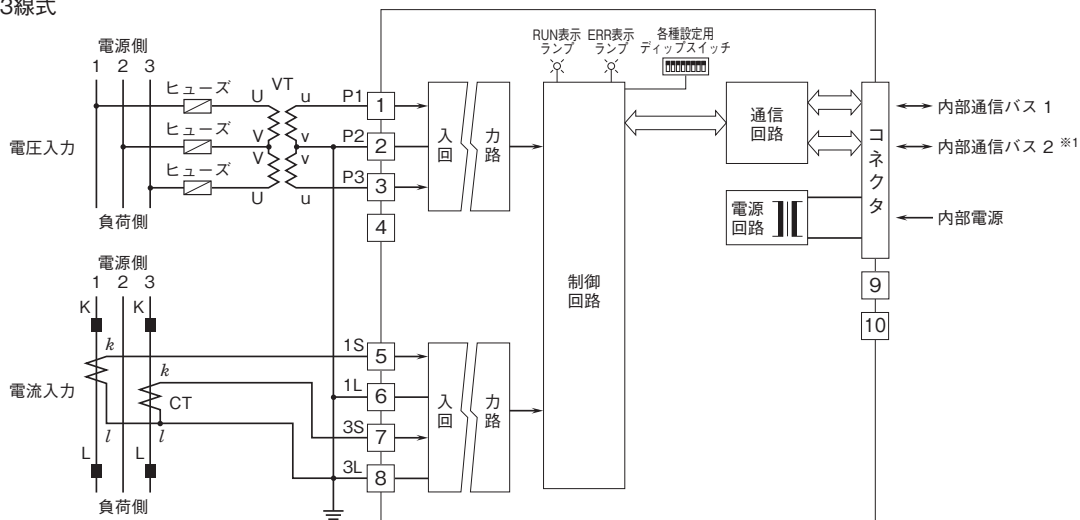 3線式
電源側
1 2 3
ヒューズ
ヒューズ
ヒューズ
電圧入力
負荷側
VT
U u
V v
V v
U u
P1 1
P2 2
P3 3
4
入力
回路
RUN表示
ランプ
ERR表示
ランプ
各種設定用
ディップスイッチ
制御
回路
通信
回路
電源
回路
コネクタ
内部通信バス 1
内部通信バス 2 ※1
内部電源
9
10
電源側
1 2 3
K K
k
k
電流入力
CT
l l
L L
負荷側
1S 5
1L 6
3S 7
3L 8
入力
回路